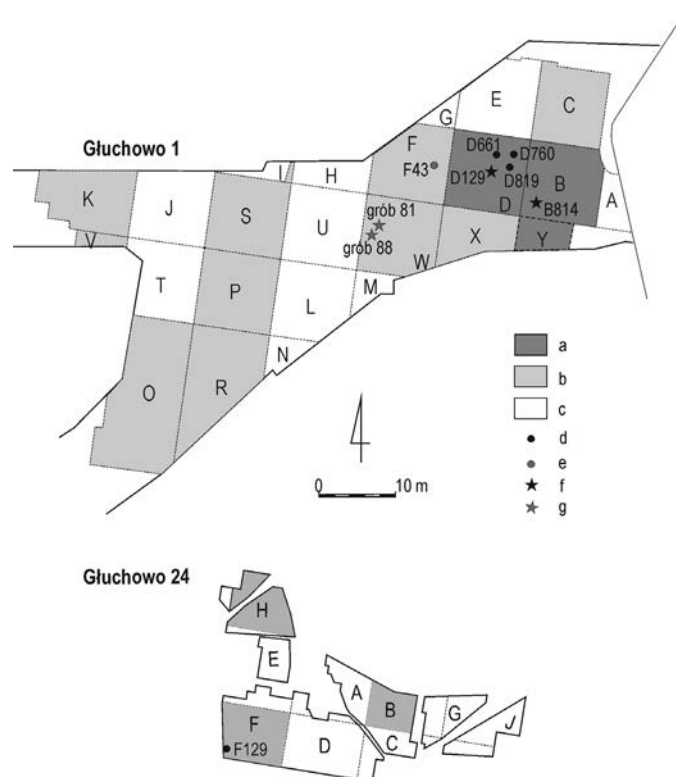 Głuchowo 1
E
C
G
F
F43
D661
D760
D129
D819
B
A
D
B814
Y
K
V
J
I
H
S
U
grób 81
grób 88
X
W
T
P
L
M
N
O
R
a
b
c
d
e
f
g
0 10 m
Głuchowo 24
H
E
A
B
G
J
F
D
C
F129